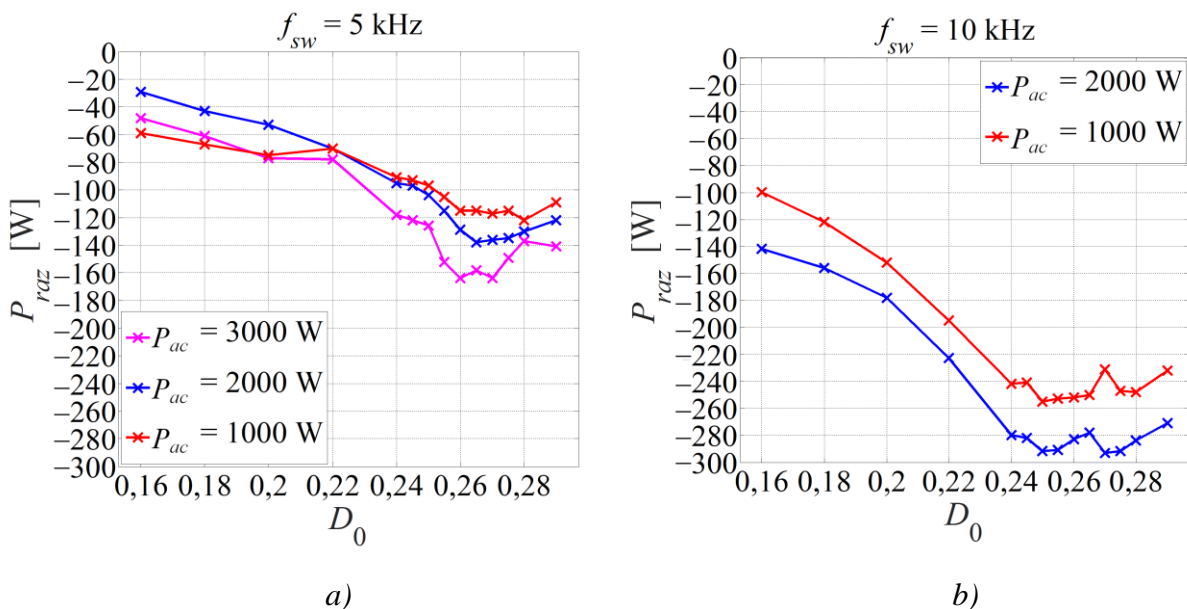 f_sw = 5 kHz
0
−20
−40
−60
−80
−100
−120
−140
−160
−180
−200
−220
−240
−260
−280
−300
P_raz [W]
P_ac = 3000 W
P_ac = 2000 W
P_ac = 1000 W
0,16 0,18 0,2 0,22 0,24 0,26 0,28
D_0
a)
f_sw = 10 kHz
0
−20
−40
−60
−80
−100
−120
−140
−160
−180
−200
−220
−240
−260
−280
−300
P_raz [W]
P_ac = 2000 W
P_ac = 1000 W
0,16 0,18 0,2 0,22 0,24 0,26 0,28
D_0
b)